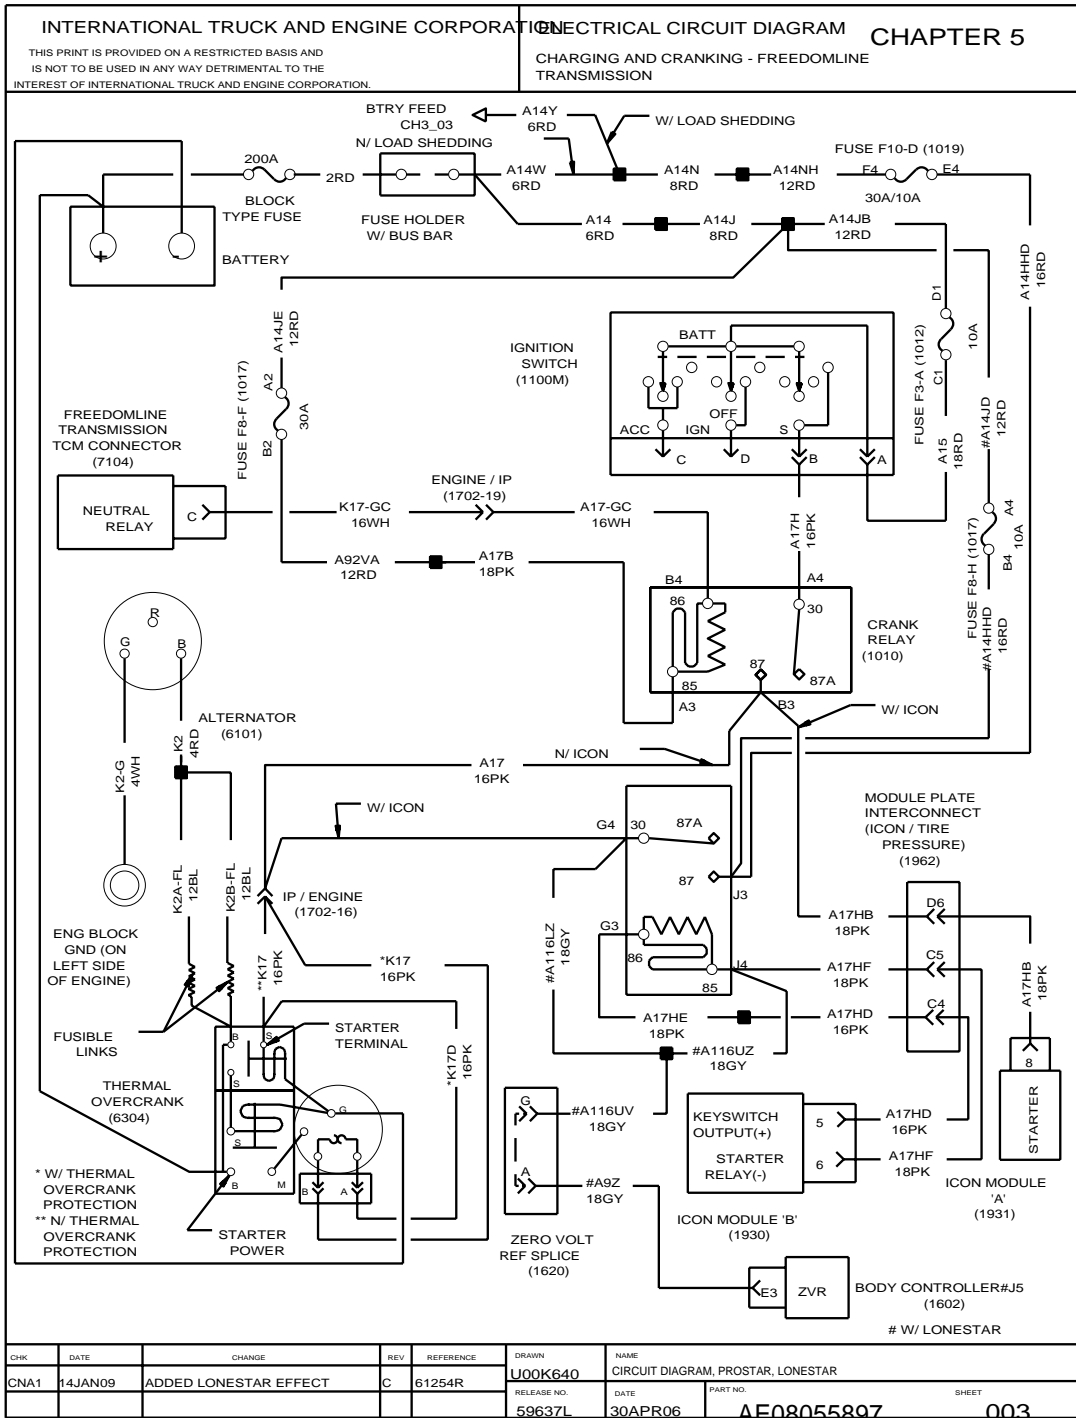 INTERNATIONAL TRUCK AND ENGINE CORPORATION
THIS PRINT IS PROVIDED ON A RESTRICTED BASIS AND
IS NOT TO BE USED IN ANY WAY DETRIMENTAL TO THE
INTEREST OF INTERNATIONAL TRUCK AND ENGINE CORPORATION.
ELECTRICAL CIRCUIT DIAGRAM
CHARGING AND CRANKING - FREEDOMLINE
TRANSMISSION
CHAPTER 5
BTRY FEED
CH3_03
A14Y
6RD
W/ LOAD SHEDDING
N/ LOAD SHEDDING
200A
BLOCK
TYPE FUSE
2RD
FUSE HOLDER
W/ BUS BAR
A14W
6RD
A14N
8RD
A14NH
12RD
FUSE F10-D (1019)
F4
E4
30A/10A
A14
6RD
A14J
8RD
A14JB
12RD
A14HHD
16RD
+
-
BATTERY
A14JE
12RD
FUSE F8-F (1017)
A2
B2
30A
IGNITION
SWITCH
(1100M)
BATT
OFF
ACC
IGN
S
C
D
B
A
D1
C1
10A
FUSE F3-A (1012)
A15
18RD
#A14JD
12RD
A4
B4
10A
FUSE F8-H (1017)
#A14HHD
16RD
FREEDOMLINE
TRANSMISSION
TCM CONNECTOR
(7104)
NEUTRAL
RELAY
C
K17-GC
16WH
ENGINE / IP
(1702-19)
A17-GC
16WH
A17H
16PK
A92VA
12RD
A17B
18PK
B4
A4
86
30
87
87A
85
A3
B3
CRANK
RELAY
(1010)
W/ ICON
R
G
B
ALTERNATOR
(6101)
K2-G
4WH
K2
4RD
K2A-FL
12BL
K2B-FL
12BL
ENG BLOCK
GND (ON
LEFT SIDE
OF ENGINE)
FUSIBLE
LINKS
A17
16PK
N/ ICON
W/ ICON
IP / ENGINE
(1702-16)
**K17
16PK
*K17
16PK
*K17D
16PK
G4
30
87A
87
J3
G3
86
J4
85
#A116LZ
18GY
MODULE PLATE
INTERCONNECT
(ICON / TIRE
PRESSURE)
(1962)
A17HB
18PK
D6
A17HF
18PK
C5
A17HE
18PK
A17HD
16PK
C4
A17HB
18PK
#A116UZ
18GY
8
STARTER
ICON MODULE
'A'
(1931)
STARTER
TERMINAL
B
S
S
S
B
M
G
B
A
THERMAL
OVERCRANK
(6304)
* W/ THERMAL
OVERCRANK
PROTECTION
** N/ THERMAL
OVERCRANK
PROTECTION
STARTER
POWER
G
A
#A116UV
18GY
#A9Z
18GY
ZERO VOLT
REF SPLICE
(1620)
KEYSWITCH
OUTPUT(+)
STARTER
RELAY(-)
5
6
A17HD
16PK
A17HF
18PK
ICON MODULE 'B'
(1930)
E3
ZVR
BODY CONTROLLER#J5
(1602)
# W/ LONESTAR
CHK DATE CHANGE REV REFERENCE
CNA1 14JAN09 ADDED LONESTAR EFFECT C 61254R
DRAWN
U00K640
NAME
CIRCUIT DIAGRAM, PROSTAR, LONESTAR
RELEASE NO.
59637L
DATE
30APR06
PART NO.
AE08055897
SHEET
003